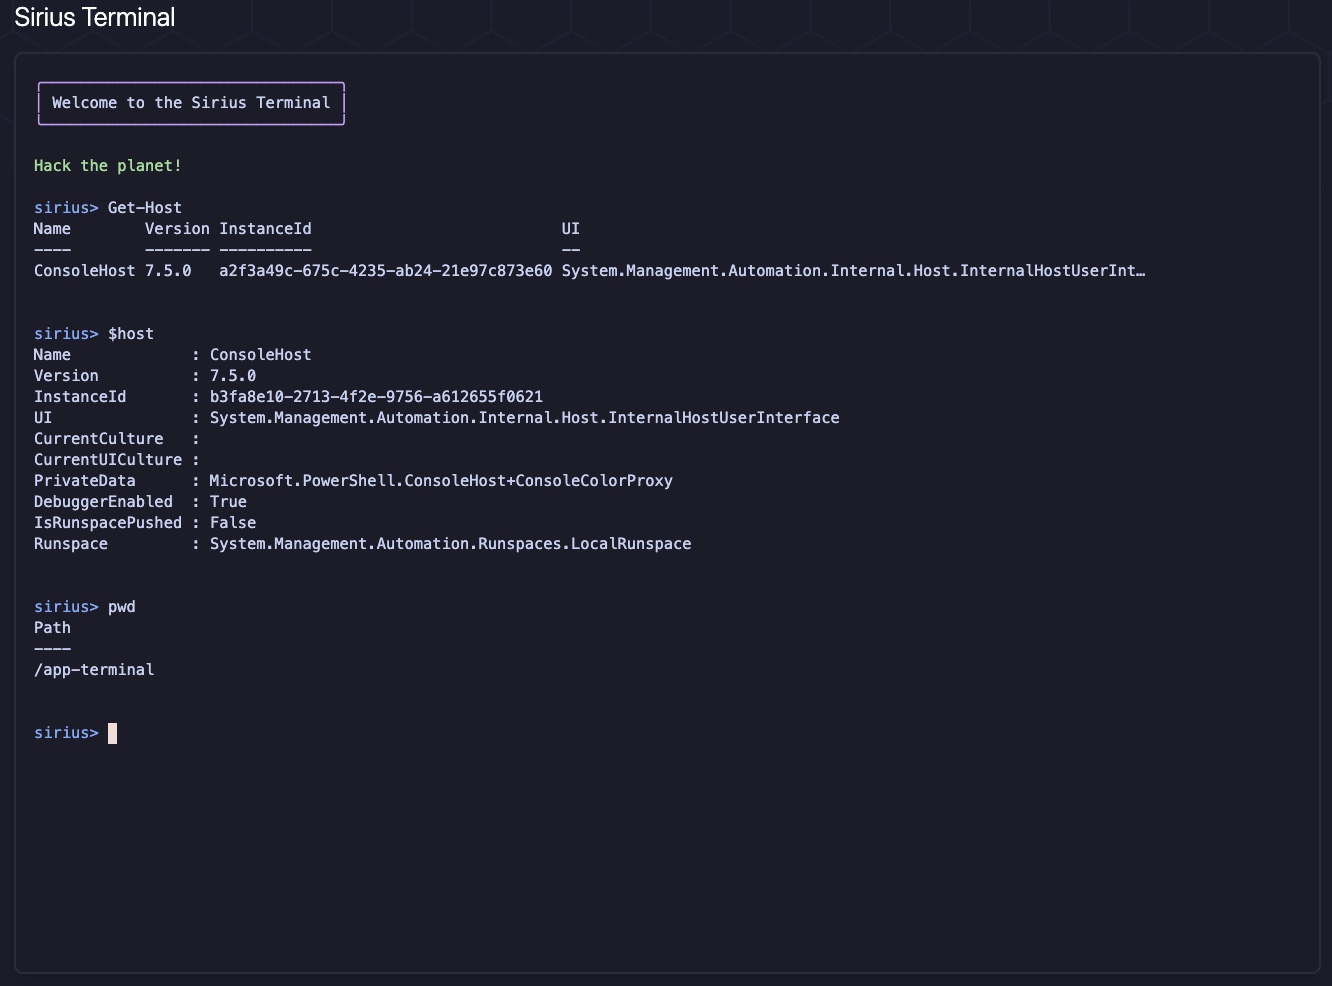 Sirius Terminal
Welcome to the Sirius Terminal
Hack the planet!
sirius> Get-Host
Name        Version InstanceId                           UI
----        ------- ----------                           --
ConsoleHost 7.5.0   a2f3a49c-675c-4235-ab24-21e97c873e60 System.Management.Automation.Internal.Host.InternalHostUserInt…
sirius> $host
Name             : ConsoleHost
Version          : 7.5.0
InstanceId       : b3fa8e10-2713-4f2e-9756-a612655f0621
UI               : System.Management.Automation.Internal.Host.InternalHostUserInterface
CurrentCulture   :
CurrentUICulture :
PrivateData      : Microsoft.PowerShell.ConsoleHost+ConsoleColorProxy
DebuggerEnabled  : True
IsRunspacePushed : False
Runspace         : System.Management.Automation.Runspaces.LocalRunspace
sirius> pwd
Path
----
/app-terminal
sirius>